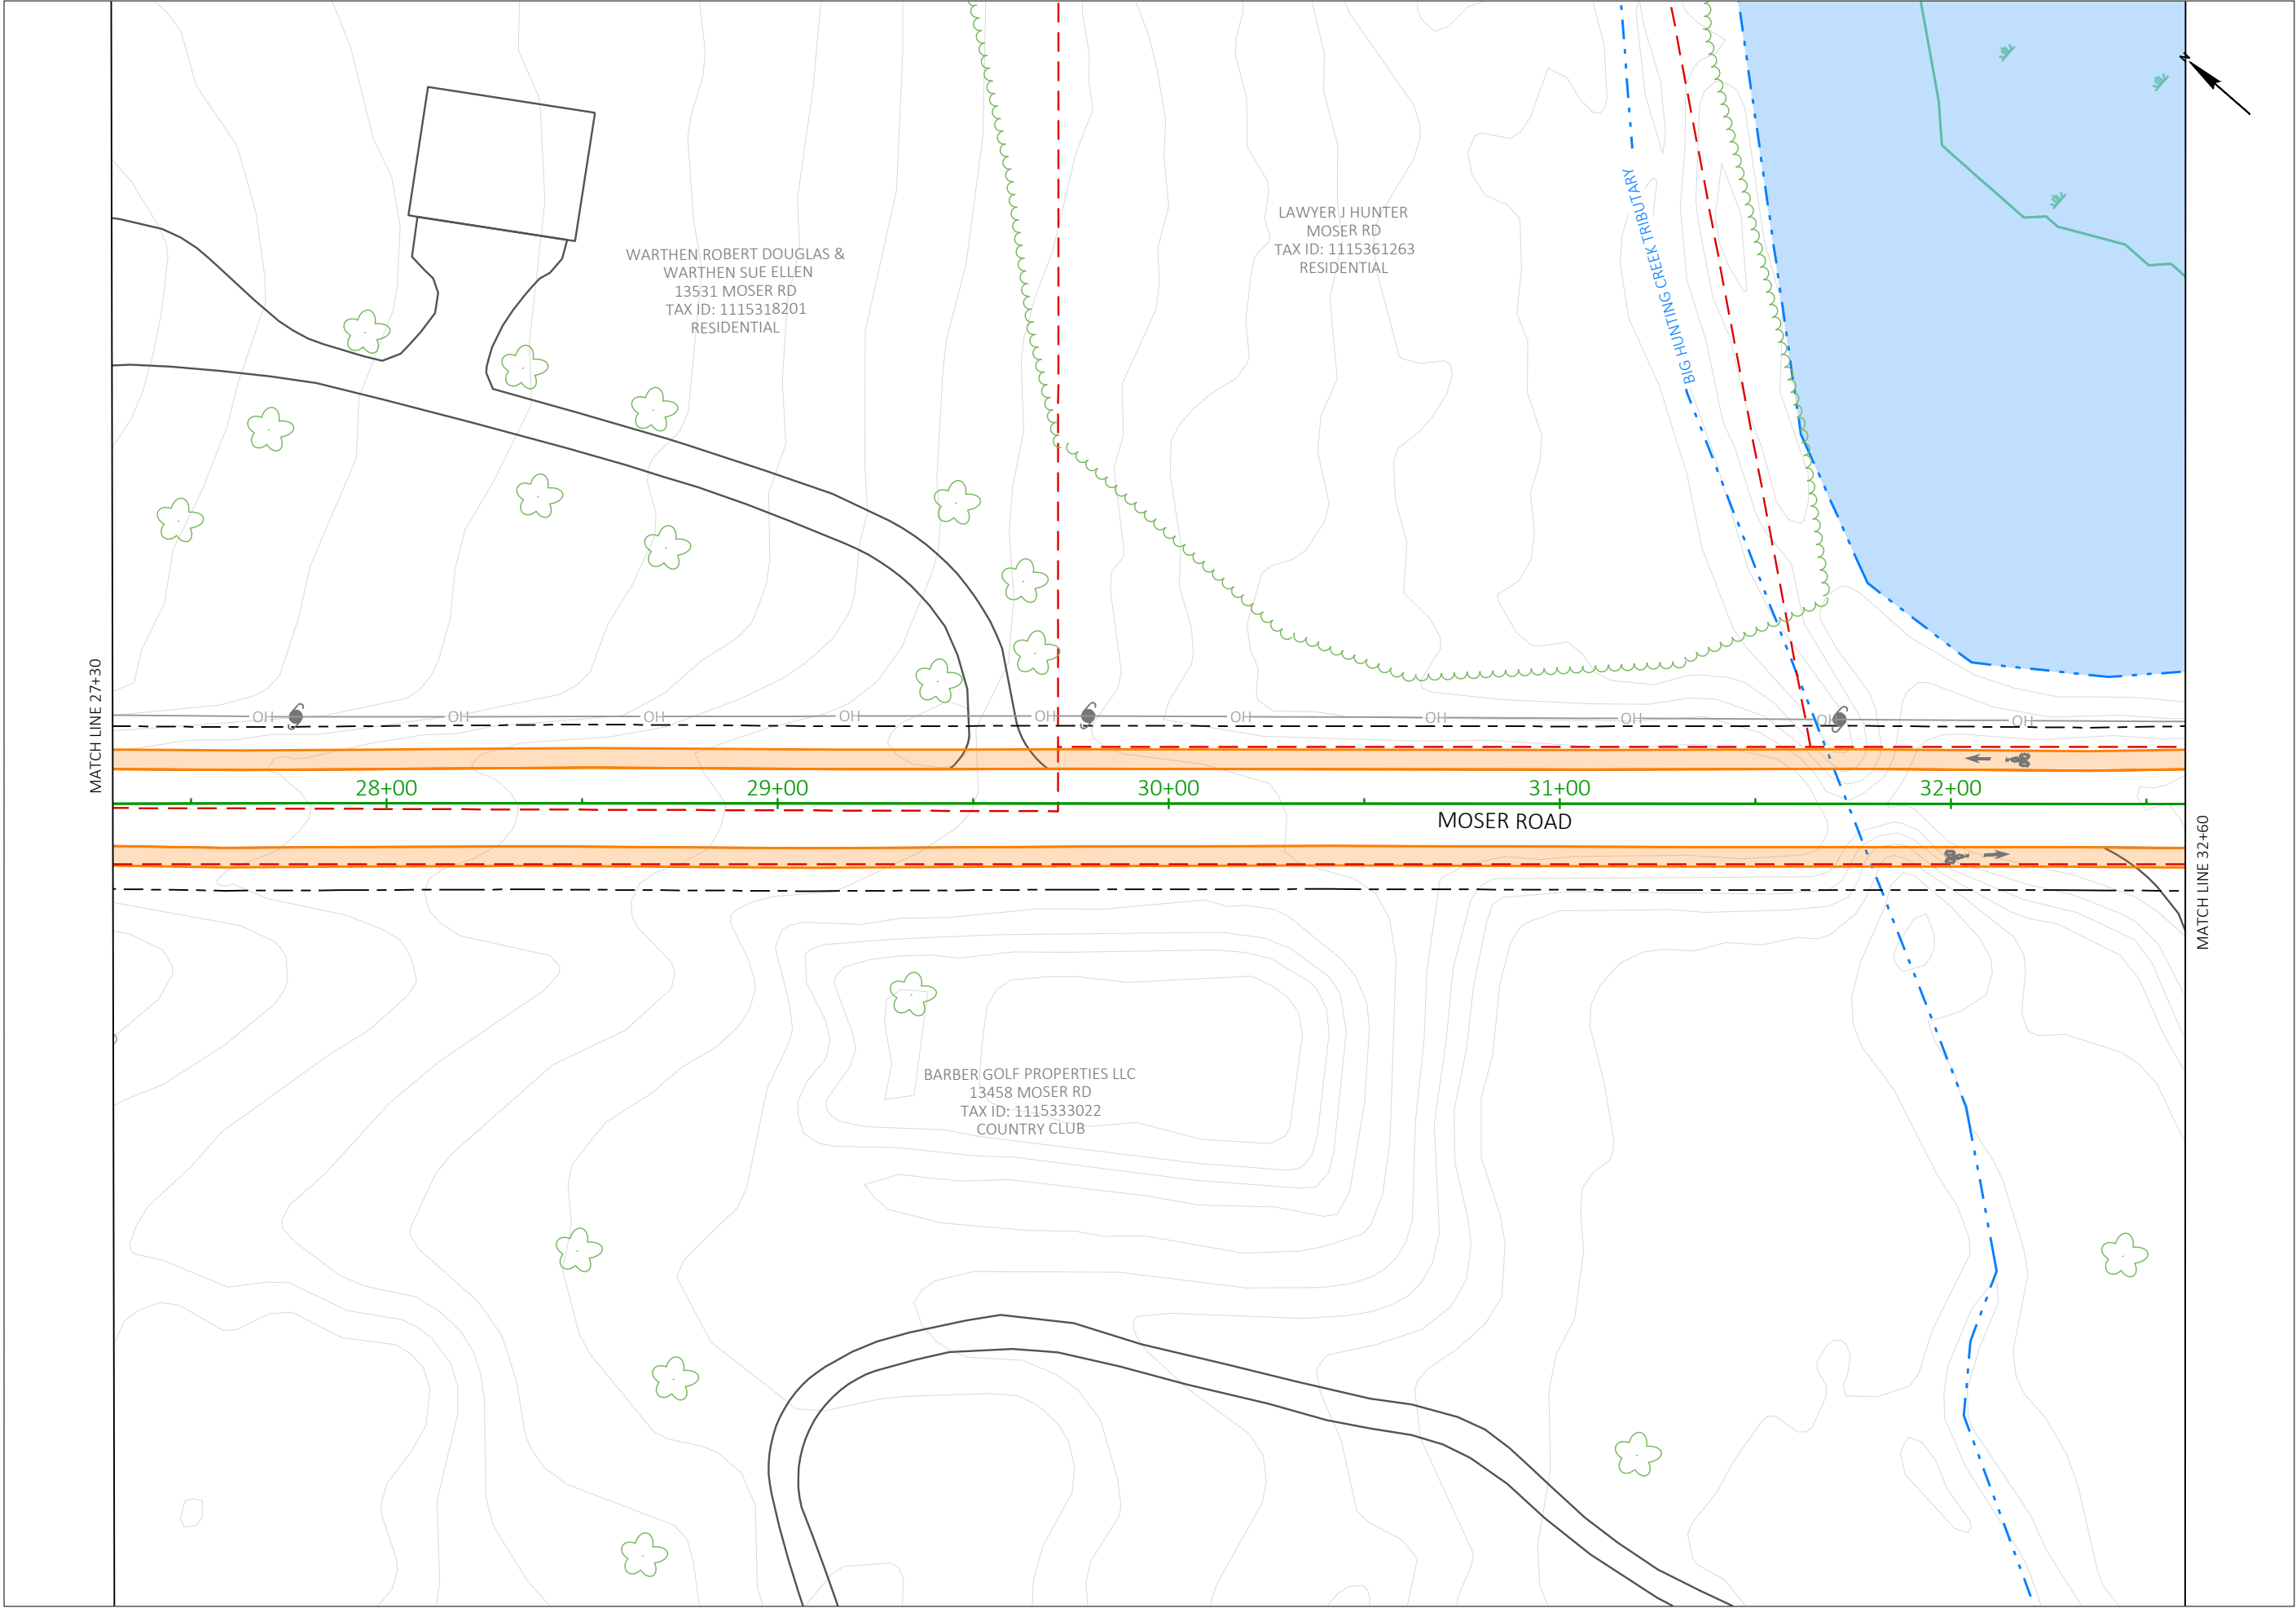 N
WARTHEN ROBERT DOUGLAS &
WARTHEN SUE ELLEN
13531 MOSER RD
TAX ID: 1115318201
RESIDENTIAL
LAWYER J HUNTER
MOSER RD
TAX ID: 1115361263
RESIDENTIAL
BIG HUNTING CREEK TRIBUTARY
MATCH LINE 27+30
OH OH OH OH OH OH OH OH OH OH
28+00 29+00 30+00 31+00 32+00
MOSER ROAD
MATCH LINE 32+60
BARBER GOLF PROPERTIES LLC
13458 MOSER RD
TAX ID: 1115333022
COUNTRY CLUB